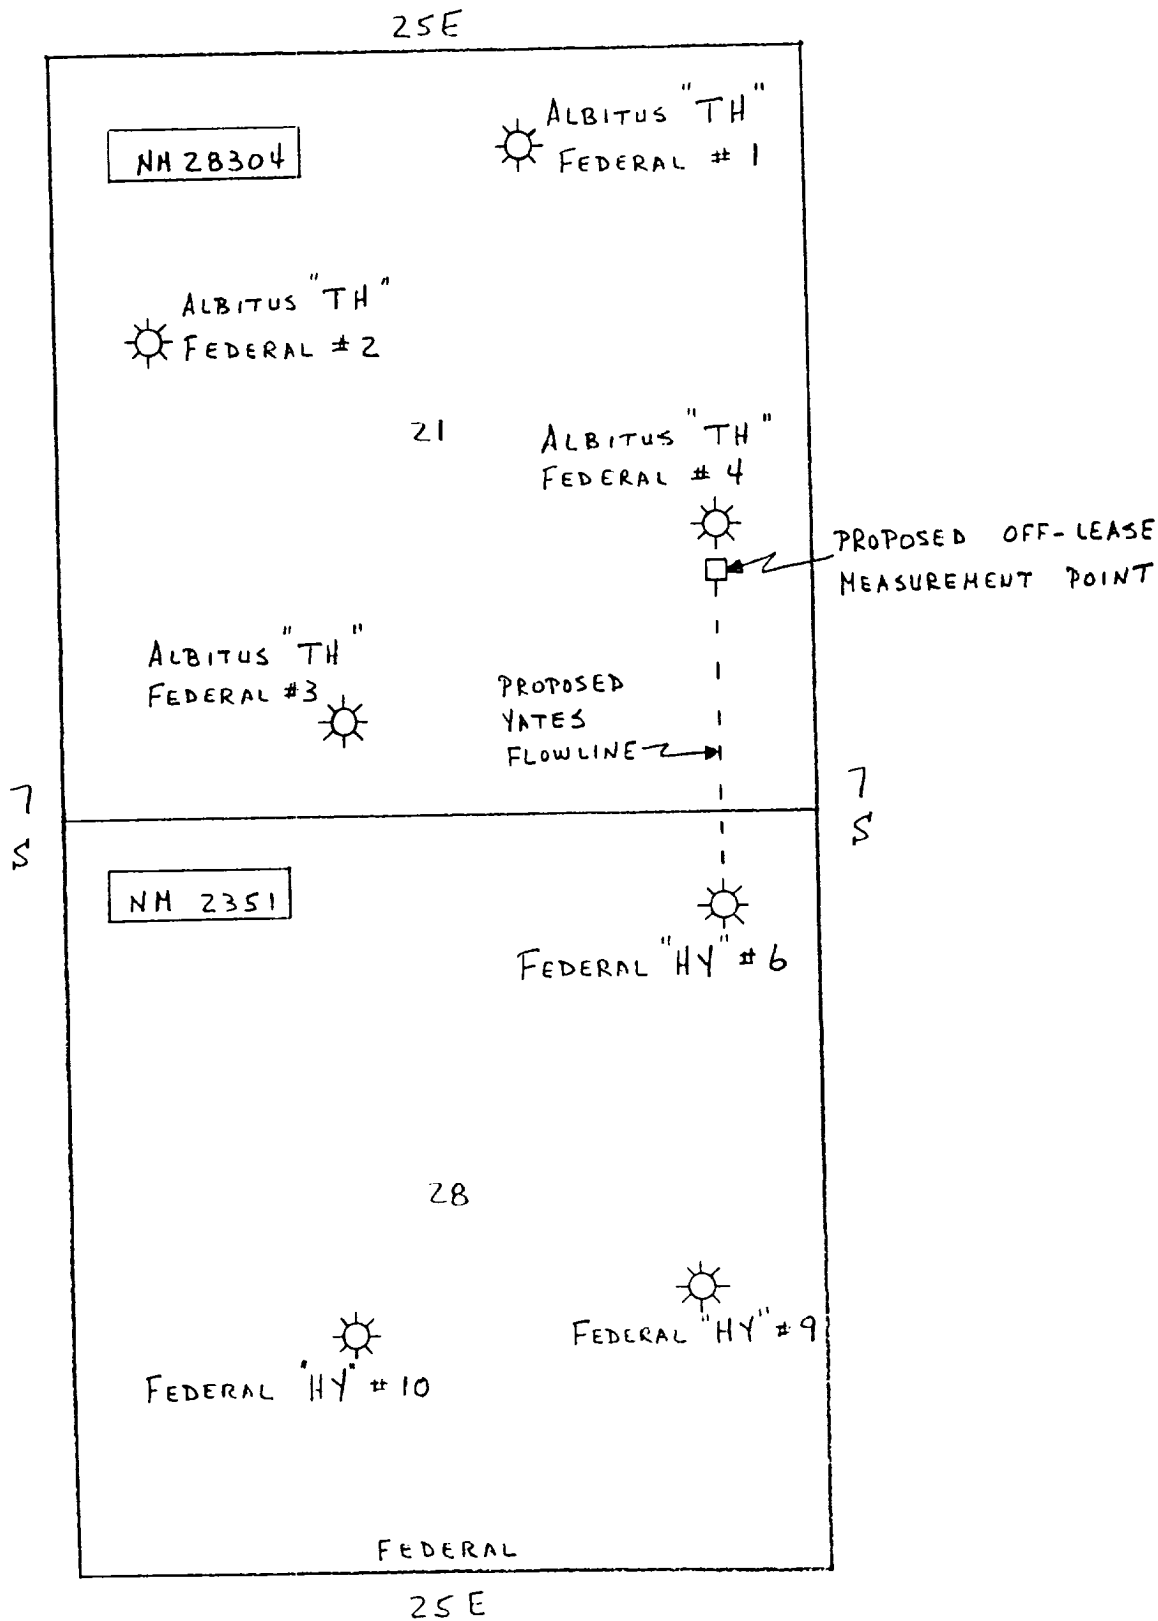 25E
ALBITUS "TH"
FEDERAL # 1
NM 28304
ALBITUS "TH"
FEDERAL # 2
21
ALBITUS "TH"
FEDERAL # 4
PROPOSED OFF-LEASE
MEASUREMENT POINT
ALBITUS "TH"
FEDERAL #3
PROPOSED
YATES
FLOWLINE
7
S
7
S
NM 2351
FEDERAL "HY" # 6
28
FEDERAL "HY" # 9
FEDERAL "HY" # 10
FEDERAL
25E